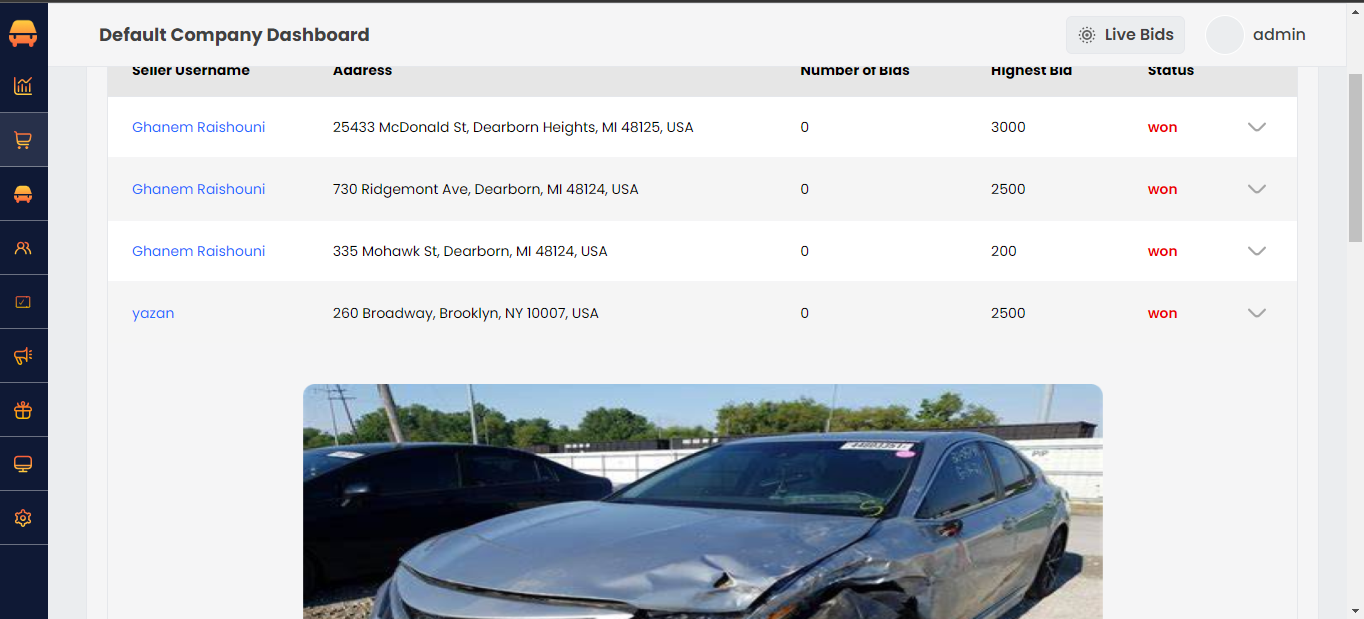 Default Company Dashboard
Live Bids
admin
Seller Username Address Number of Bids Highest Bid Status
Ghanem Raishouni 25433 McDonald St, Dearborn Heights, MI 48125, USA 0 3000 won
Ghanem Raishouni 730 Ridgemont Ave, Dearborn, MI 48124, USA 0 2500 won
Ghanem Raishouni 335 Mohawk St, Dearborn, MI 48124, USA 0 200 won
yazan 260 Broadway, Brooklyn, NY 10007, USA 0 2500 won